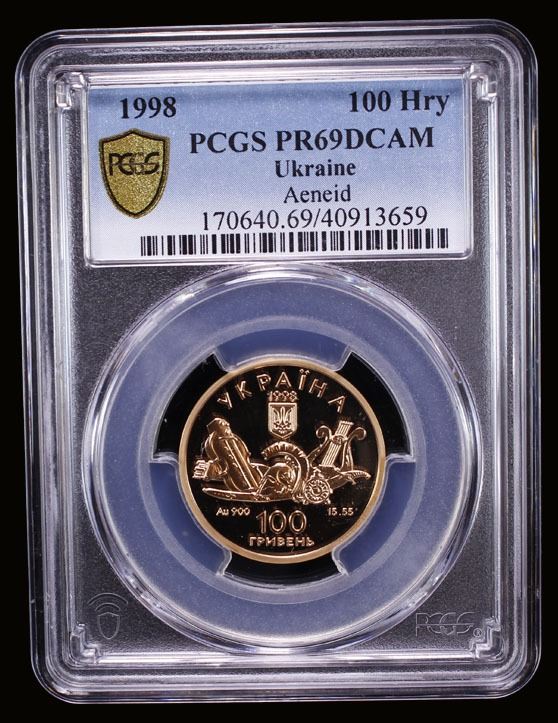 1998 100 Hry
PCGS PR69DCAM
Ukraine
Aeneid
170640.69/40913659
PCGS
УКРАЇНА
1998
Au 900 15.55
100
ГРИВЕНЬ
PCGS